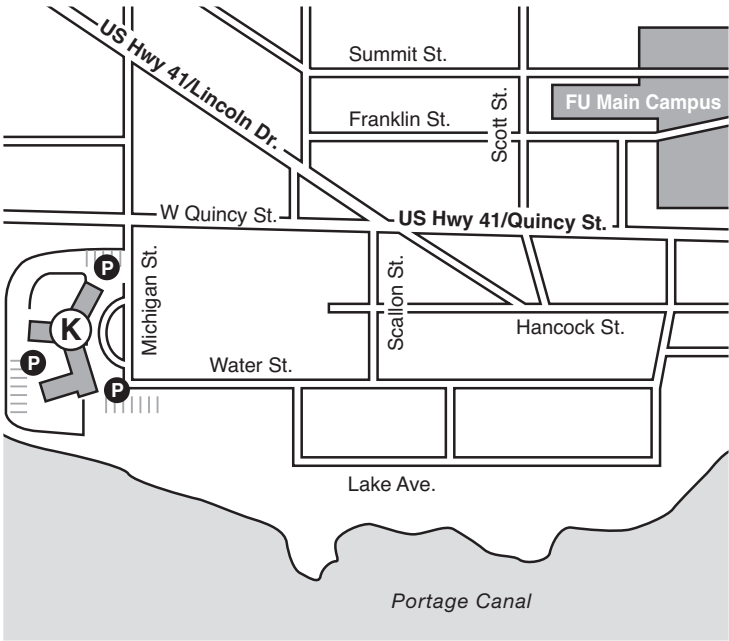 US Hwy 41/Lincoln Dr.
Summit St.
FU Main Campus
Franklin St.
Scott St.
W Quincy St.
US Hwy 41/Quincy St.
Michigan St.
Scallon St.
P
K
P
P
Hancock St.
Water St.
Lake Ave.
Portage Canal